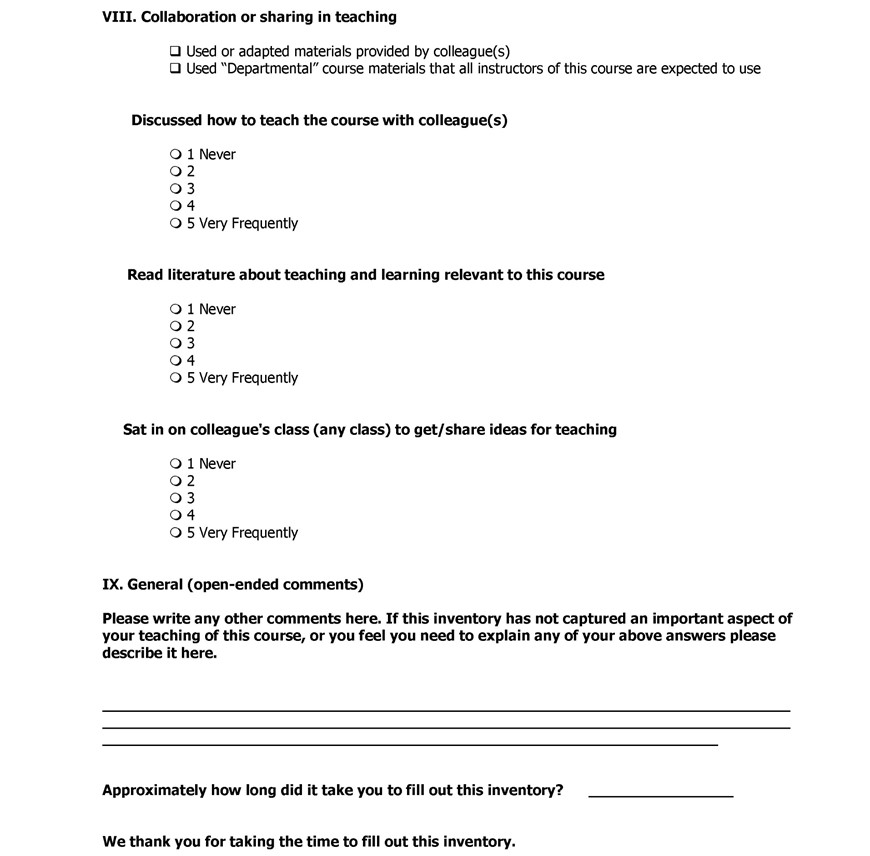 VIII. Collaboration or sharing in teaching
❑ Used or adapted materials provided by colleague(s)
❑ Used “Departmental” course materials that all instructors of this course are expected to use
Discussed how to teach the course with colleague(s)
❍ 1 Never
❍ 2
❍ 3
❍ 4
❍ 5 Very Frequently
Read literature about teaching and learning relevant to this course
❍ 1 Never
❍ 2
❍ 3
❍ 4
❍ 5 Very Frequently
Sat in on colleague's class (any class) to get/share ideas for teaching
❍ 1 Never
❍ 2
❍ 3
❍ 4
❍ 5 Very Frequently
IX. General (open-ended comments)
Please write any other comments here. If this inventory has not captured an important aspect of
your teaching of this course, or you feel you need to explain any of your above answers please
describe it here.
Approximately how long did it take you to fill out this inventory?
We thank you for taking the time to fill out this inventory.